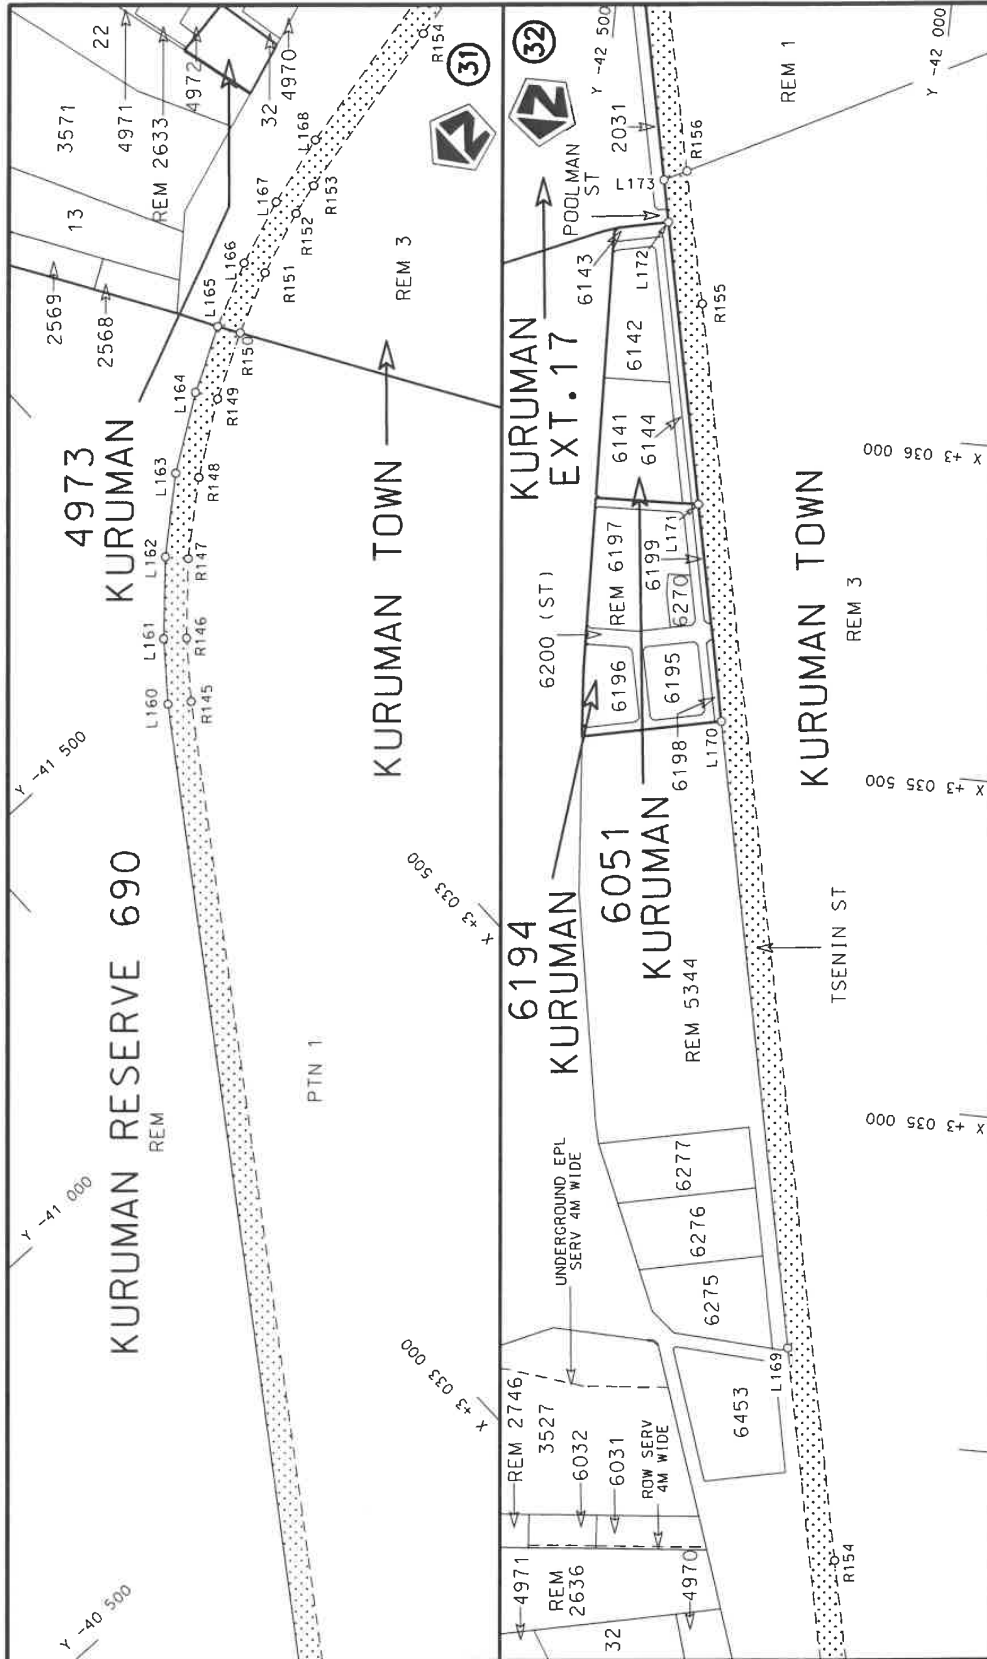 22
3571
4971
REM 2633
4972
32
4970
R154
31
13
2569
2568
L168
L167
R153
R152
L166
R151
L165
R150
REM 3
L164
R149
4973
KURUMAN
L163
R148
L162
R147
L161
R146
L160
R145
KURUMAN TOWN
Y -41 500
X +3 033 500
KURUMAN RESERVE 690
REM
PTN 1
Y -41 000
X +3 033 000
Y -40 500
32
Y -42 500
Y -42 000
2031
REM 1
R156
L173
POOLMAN
ST
6143
L172
R155
KURUMAN
EXT.17
6142
6141
6144
X +3 036 000
L171
REM 6197
6199
6270
6200 (ST)
6196
6195
6198
L170
KURUMAN TOWN
REM 3
X +3 035 500
6194
KURUMAN
6051
KURUMAN
REM 5344
TSENIN ST
X +3 035 000
6277
6276
6275
UNDERGROUND EPL
SERV 4M WIDE
L169
6453
REM 2746
3527
6032
6031
ROW SERV
4M WIDE
4971
REM
2636
4970
32
R154
N
N